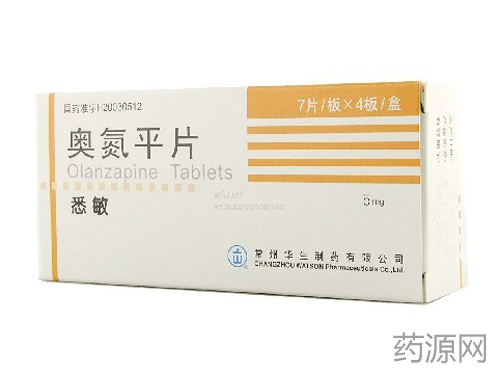 国药准字H20030512
7片/板×4板/盒
奥氮平片
Olanzapine Tablets
悉敏
5mg
常州华生制药有限公司
CHANGZHOU WATSON Pharmaceuticals Co.,Ltd.
药源网